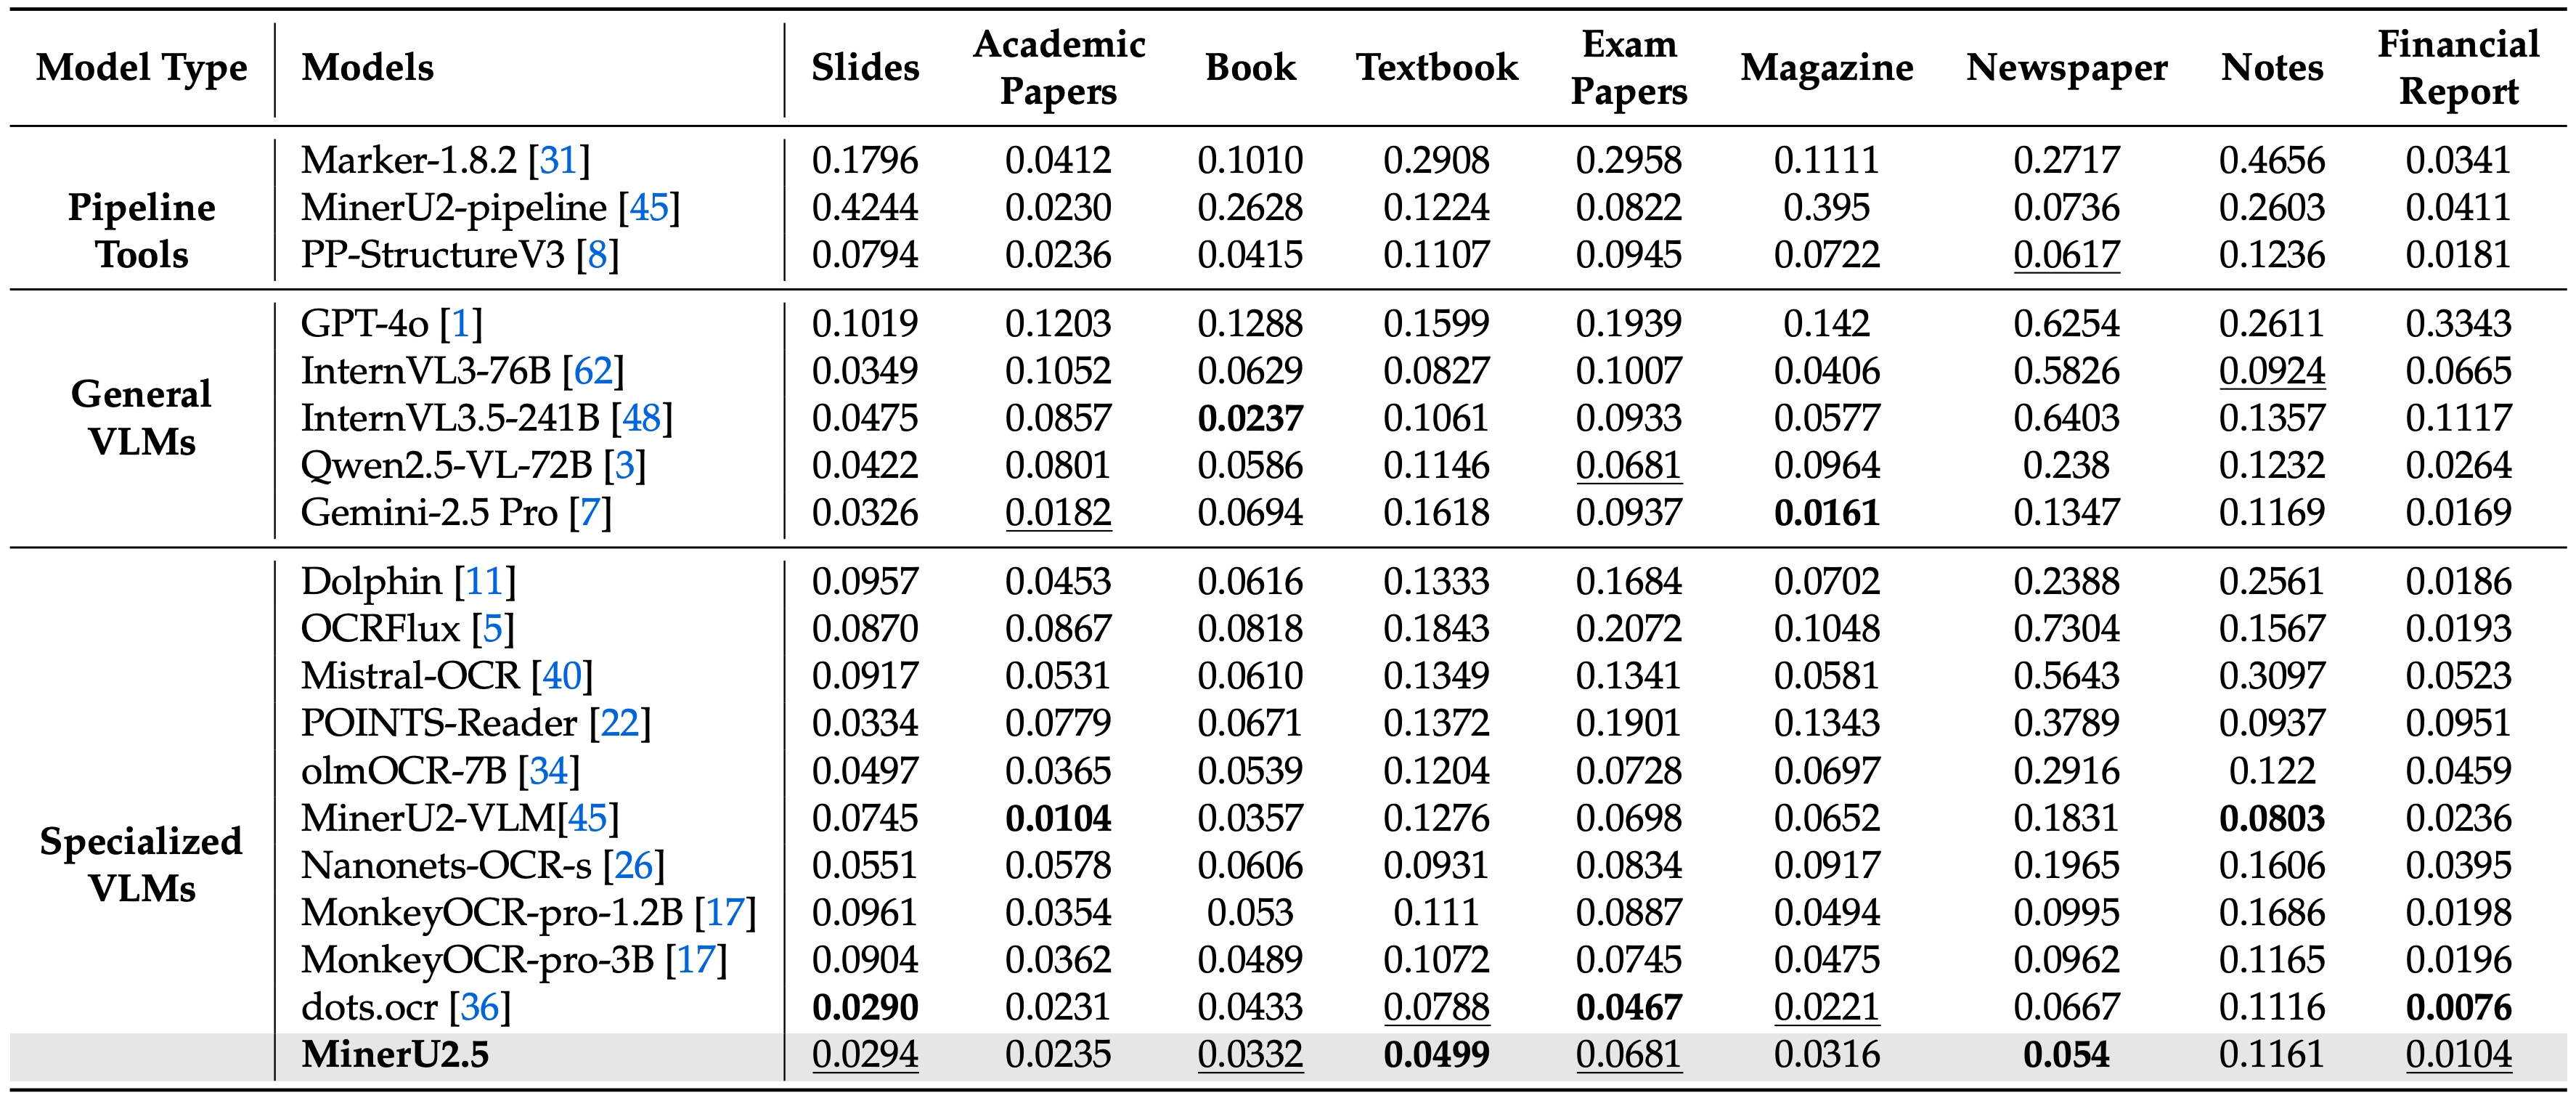 Model Type Models Slides Academic Papers Book Textbook Exam Papers Magazine Newspaper Notes Financial Report
Pipeline Tools
Marker-1.8.2 [31] 0.1796 0.0412 0.1010 0.2908 0.2958 0.1111 0.2717 0.4656 0.0341
MinerU2-pipeline [45] 0.4244 0.0230 0.2628 0.1224 0.0822 0.395 0.0736 0.2603 0.0411
PP-StructureV3 [8] 0.0794 0.0236 0.0415 0.1107 0.0945 0.0722 0.0617 0.1236 0.0181
General VLMs
GPT-4o [1] 0.1019 0.1203 0.1288 0.1599 0.1939 0.142 0.6254 0.2611 0.3343
InternVL3-76B [62] 0.0349 0.1052 0.0629 0.0827 0.1007 0.0406 0.5826 0.0924 0.0665
InternVL3.5-241B [48] 0.0475 0.0857 0.0237 0.1061 0.0933 0.0577 0.6403 0.1357 0.1117
Qwen2.5-VL-72B [3] 0.0422 0.0801 0.0586 0.1146 0.0681 0.0964 0.238 0.1232 0.0264
Gemini-2.5 Pro [7] 0.0326 0.0182 0.0694 0.1618 0.0937 0.0161 0.1347 0.1169 0.0169
Specialized VLMs
Dolphin [11] 0.0957 0.0453 0.0616 0.1333 0.1684 0.0702 0.2388 0.2561 0.0186
OCRFlux [5] 0.0870 0.0867 0.0818 0.1843 0.2072 0.1048 0.7304 0.1567 0.0193
Mistral-OCR [40] 0.0917 0.0531 0.0610 0.1349 0.1341 0.0581 0.5643 0.3097 0.0523
POINTS-Reader [22] 0.0334 0.0779 0.0671 0.1372 0.1901 0.1343 0.3789 0.0937 0.0951
olmOCR-7B [34] 0.0497 0.0365 0.0539 0.1204 0.0728 0.0697 0.2916 0.122 0.0459
MinerU2-VLM[45] 0.0745 0.0104 0.0357 0.1276 0.0698 0.0652 0.1831 0.0803 0.0236
Nanonets-OCR-s [26] 0.0551 0.0578 0.0606 0.0931 0.0834 0.0917 0.1965 0.1606 0.0395
MonkeyOCR-pro-1.2B [17] 0.0961 0.0354 0.053 0.111 0.0887 0.0494 0.0995 0.1686 0.0198
MonkeyOCR-pro-3B [17] 0.0904 0.0362 0.0489 0.1072 0.0745 0.0475 0.0962 0.1165 0.0196
dots.ocr [36] 0.0290 0.0231 0.0433 0.0788 0.0467 0.0221 0.0667 0.1116 0.0076
MinerU2.5 0.0294 0.0235 0.0332 0.0499 0.0681 0.0316 0.054 0.1161 0.0104